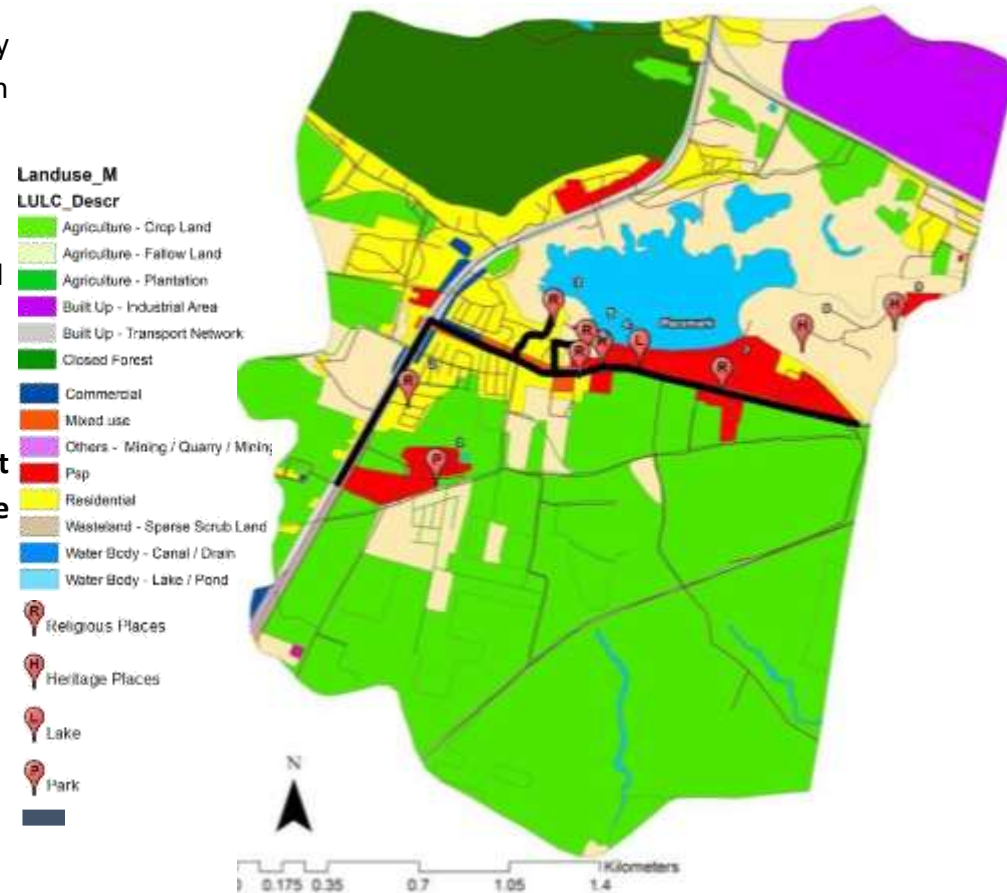 y
n
Landuse_M
LULC_Descr
Agriculture - Crop Land
Agriculture - Fallow Land
Agriculture - Plantation
Built Up - Industrial Area
Built Up - Transport Network
Closed Forest
Commercial
Mixed use
Others - Mining / Quarry / Mining
Psp
Residential
Wasteland - Sparse Scrub Land
Water Body - Canal / Drain
Water Body - Lake / Pond
R Religious Places
H Heritage Places
L Lake
P Park
l
t
e
R
R
H
R
L
R
H
H
R
P
N
Kilometers
0 0.175 0.35 0.7 1.05 1.4